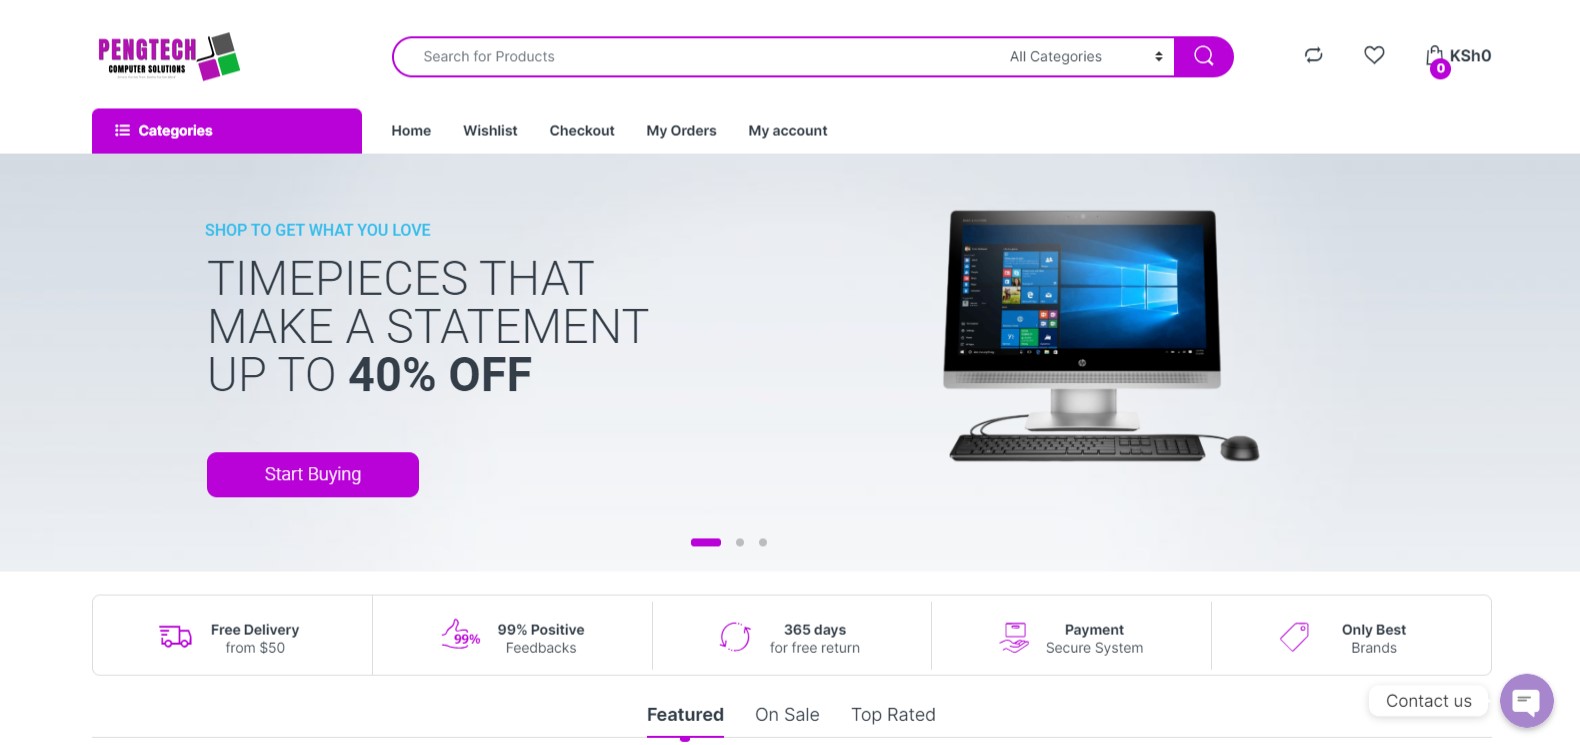 PENGTECH
COMPUTER SOLUTIONS
Search for Products
All Categories
0
KSh0
Categories
Home
Wishlist
Checkout
My Orders
My account
SHOP TO GET WHAT YOU LOVE
TIMEPIECES THAT
MAKE A STATEMENT
UP TO 40% OFF
Start Buying
Free Delivery
from $50
99%
99% Positive
Feedbacks
365 days
for free return
Payment
Secure System
Only Best
Brands
Contact us
Featured
On Sale
Top Rated